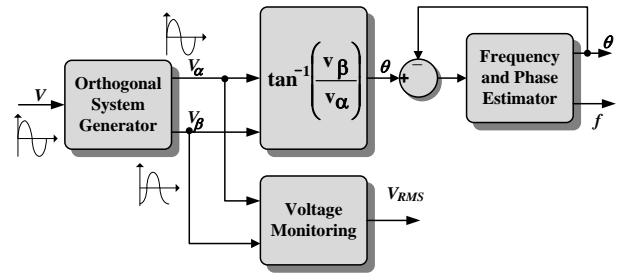 V
Orthogonal
System
Generator
Vα
Vβ
tan⁻¹(vβ/vα)
θ
+
−
Frequency
and Phase
Estimator
θ
f
Voltage
Monitoring
VRMS